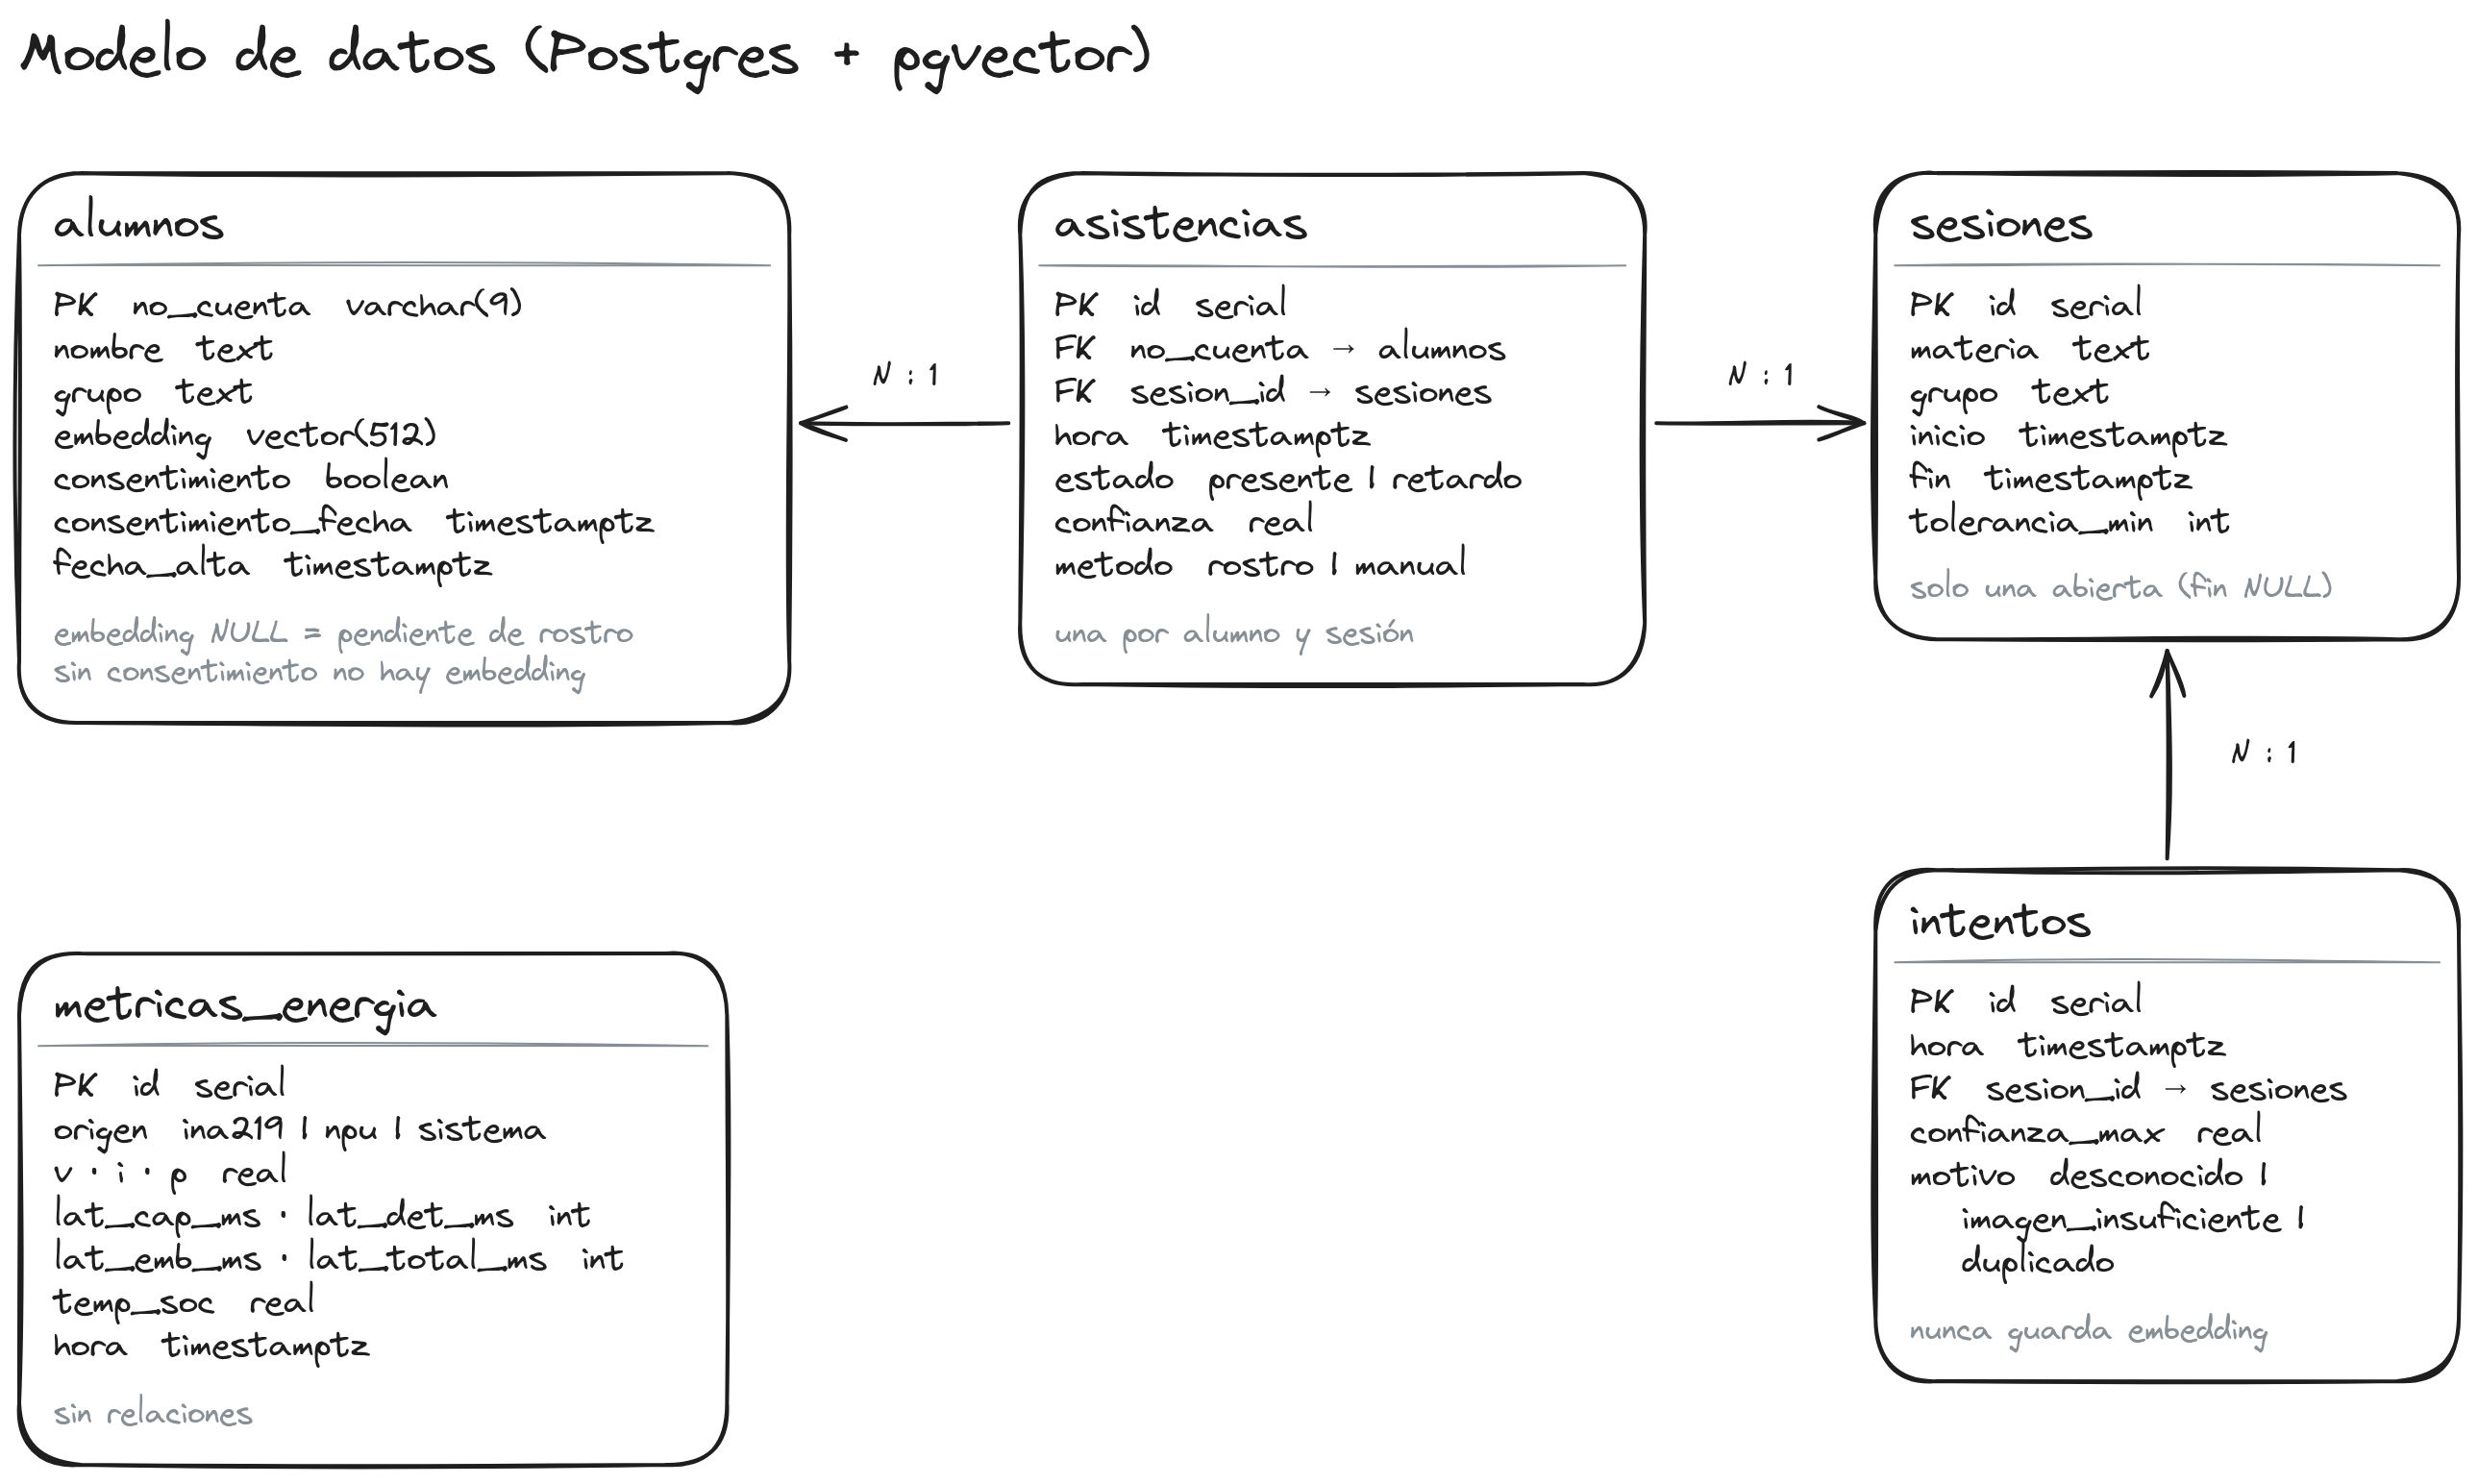 Modelo de datos (Postgres + pgvector)
alumnos
PK no_cuenta varchar(9)
nombre text
grupo text
embedding vector(512)
consentimiento boolean
consentimiento_fecha timestamptz
fecha_alta timestamptz
embedding NULL = pendiente de rostro
sin consentimiento no hay embedding
N : 1
asistencias
PK id serial
FK no_cuenta → alumnos
FK sesion_id → sesiones
hora timestamptz
estado presente | retardo
confianza real
metodo rostro | manual
una por alumno y sesión
N : 1
sesiones
PK id serial
materia text
grupo text
inicio timestamptz
fin timestamptz
tolerancia_min int
solo una abierta (fin NULL)
N : 1
metricas_energia
PK id serial
origen ina219 | npu | sistema
v · i · p real
lat_cap_ms · lat_det_ms int
lat_emb_ms · lat_total_ms int
temp_soc real
hora timestamptz
sin relaciones
intentos
PK id serial
hora timestamptz
FK sesion_id → sesiones
confianza_max real
motivo desconocido |
imagen_insuficiente |
duplicado
nunca guarda embedding